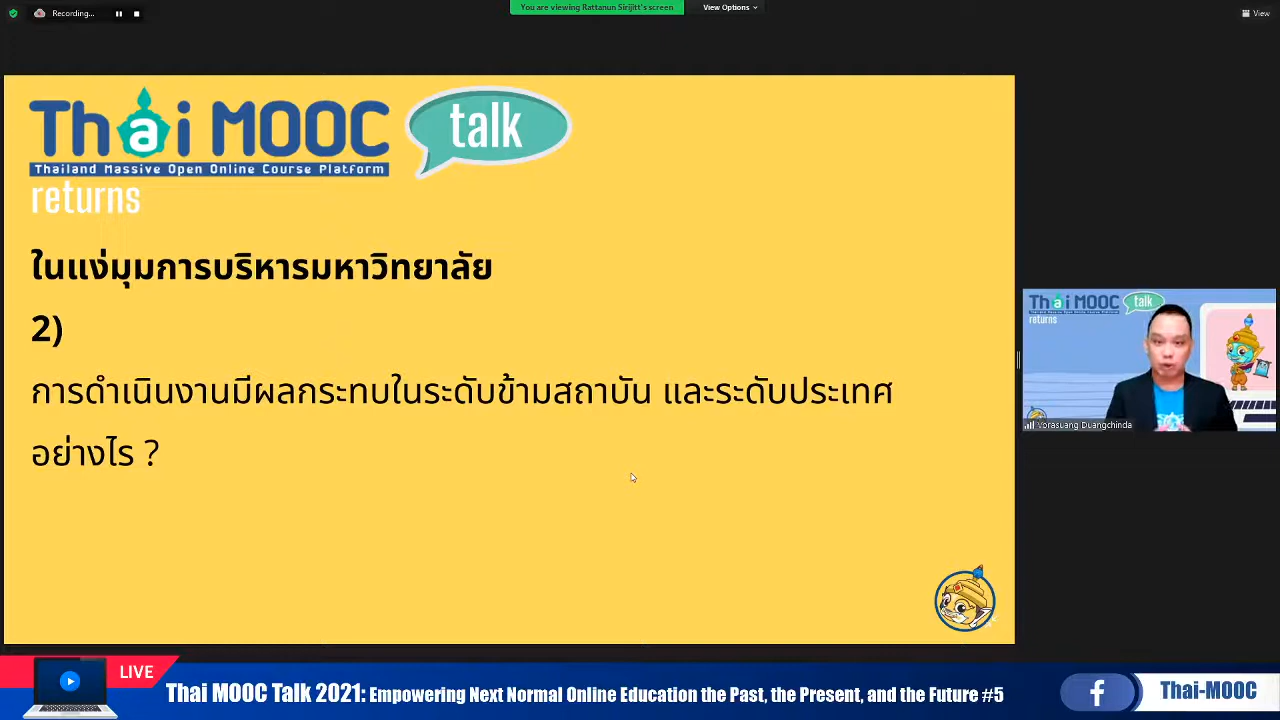 Recording...
You are viewing Rattanun Sirijitt's screen
View Options
View
Thai MOOC talk
Thailand Massive Open Online Course Platform
returns
ในแง่มุมการบริหารมหาวิทยาลัย
2)
การดำเนินงานมีผลกระทบในระดับข้ามสถาบัน และระดับประเทศ
อย่างไร ?
Thai MOOC talk
returns
Vorasuang Duangchinda
LIVE
Thai MOOC Talk 2021: Empowering Next Normal Online Education the Past, the Present, and the Future #5
f Thai-MOOC